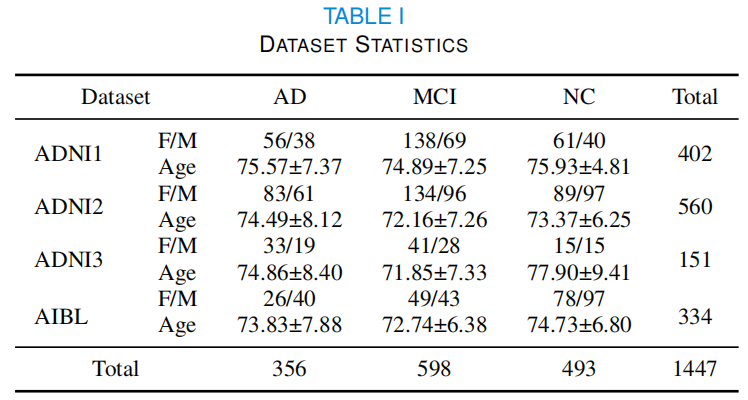 TABLE I
DATASET STATISTICS
Dataset AD MCI NC Total
ADNI1 F/M 56/38 138/69 61/40 402
Age 75.57±7.37 74.89±7.25 75.93±4.81
ADNI2 F/M 83/61 134/96 89/97 560
Age 74.49±8.12 72.16±7.26 73.37±6.25
ADNI3 F/M 33/19 41/28 15/15 151
Age 74.86±8.40 71.85±7.33 77.90±9.41
AIBL F/M 26/40 49/43 78/97 334
Age 73.83±7.88 72.74±6.38 74.73±6.80
Total 356 598 493 1447